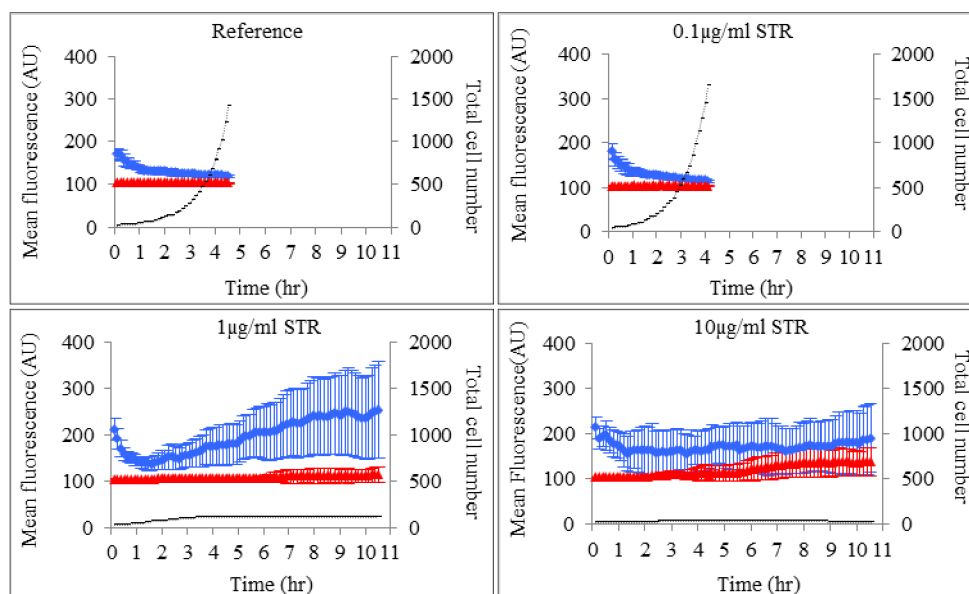 Reference
Mean fluorescence (AU)
400
300
200
100
0
2000
1500
1000
500
0
Total cell number
0 1 2 3 4 5 6 7 8 9 10 11
Time (hr)
0.1µg/ml STR
Mean fluorescence (AU)
400
300
200
100
0
2000
1500
1000
500
0
Total cell number
0 1 2 3 4 5 6 7 8 9 10 11
Time (hr)
1µg/ml STR
Mean fluorescence (AU)
400
300
200
100
0
2000
1500
1000
500
0
Total cell number
0 1 2 3 4 5 6 7 8 9 10 11
Time (hr)
10µg/ml STR
Mean Fluorescence(AU)
400
300
200
100
0
2000
1500
1000
500
0
Total cell number
0 1 2 3 4 5 6 7 8 9 10 11
Time (hr)